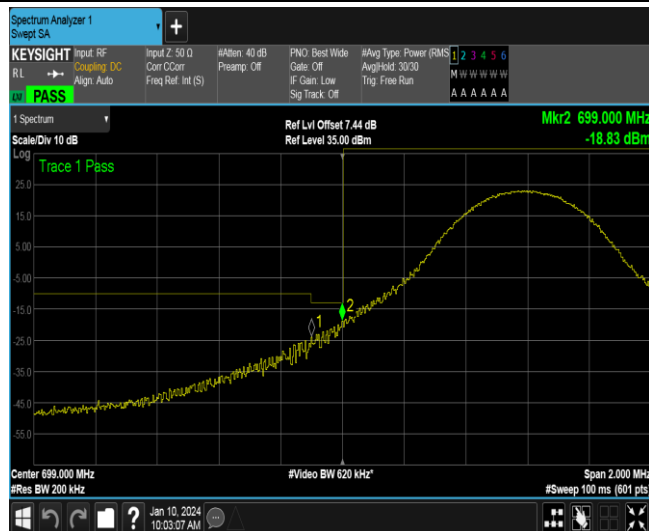 Spectrum Analyzer 1
Swept SA
+
KEYSIGHT Input: RF Input Z: 50 Ω #Atten: 40 dB PNO: Best Wide #Avg Type: Power (RMS 1 2 3 4 5 6
RL Coupling: DC Corr CCorr Preamp: Off Gate: Off Avg|Hold: 30/30 M W W W W W
Align: Auto Freq Ref: Int (S) IF Gain: Low Trig: Free Run
LW PASS Sig Track: Off A A A A A A
1 Spectrum Ref Lvl Offset 7.44 dB Mkr2 699.000 MHz
Scale/Div 10 dB Ref Level 35.00 dBm -18.83 dBm
Log
Trace 1 Pass
25.0
15.0
5.00
-5.00
-15.0
2
1
-25.0
-35.0
-45.0
-55.0
Center 699.000 MHz #Video BW 620 kHz* Span 2.000 MHz
#Res BW 200 kHz #Sweep 100 ms (601 pts)
? Jan 10, 2024
10:03:07 AM